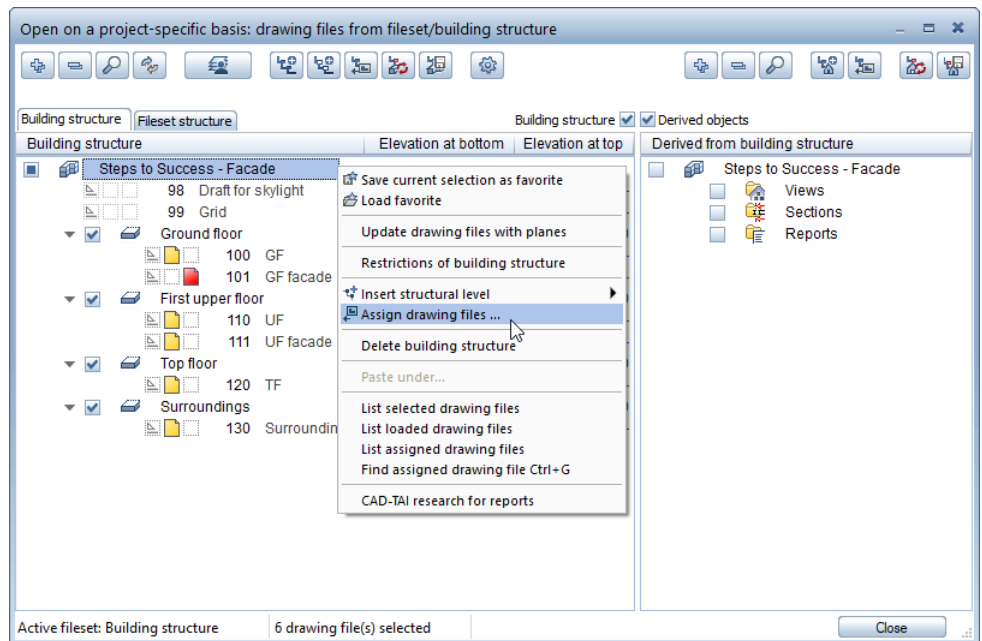 Open on a project-specific basis: drawing files from fileset/building structure
Building structure
Fileset structure
Building structure
Derived objects
Building structure
Elevation at bottom
Elevation at top
Derived from building structure
Steps to Success - Facade
98 Draft for skylight
99 Grid
Ground floor
100 GF
101 GF facade
First upper floor
110 UF
111 UF facade
Top floor
120 TF
Surroundings
130 Surroundin
Save current selection as favorite
Load favorite
Update drawing files with planes
Restrictions of building structure
Insert structural level
Assign drawing files ...
Delete building structure
Paste under...
List selected drawing files
List loaded drawing files
List assigned drawing files
Find assigned drawing file Ctrl+G
CAD-TAI research for reports
Steps to Success - Facade
Views
Sections
Reports
Active fileset: Building structure
6 drawing file(s) selected
Close